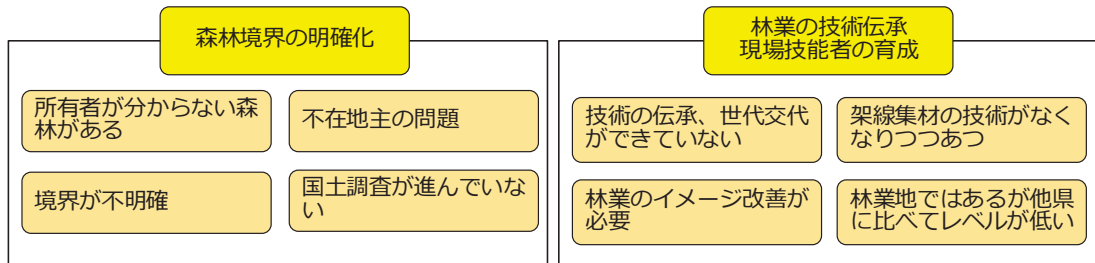 森林境界の明確化
所有者が分からない森
林がある
不在地主の問題
境界が不明確
国土調査が進んでいな
い
林業の技術伝承
現場技能者の育成
技術の伝承、世代交代
ができていない
架線集材の技術がなく
なりつつあつ
林業のイメージ改善が
必要
林業地ではあるが他県
に比べてレベルが低い